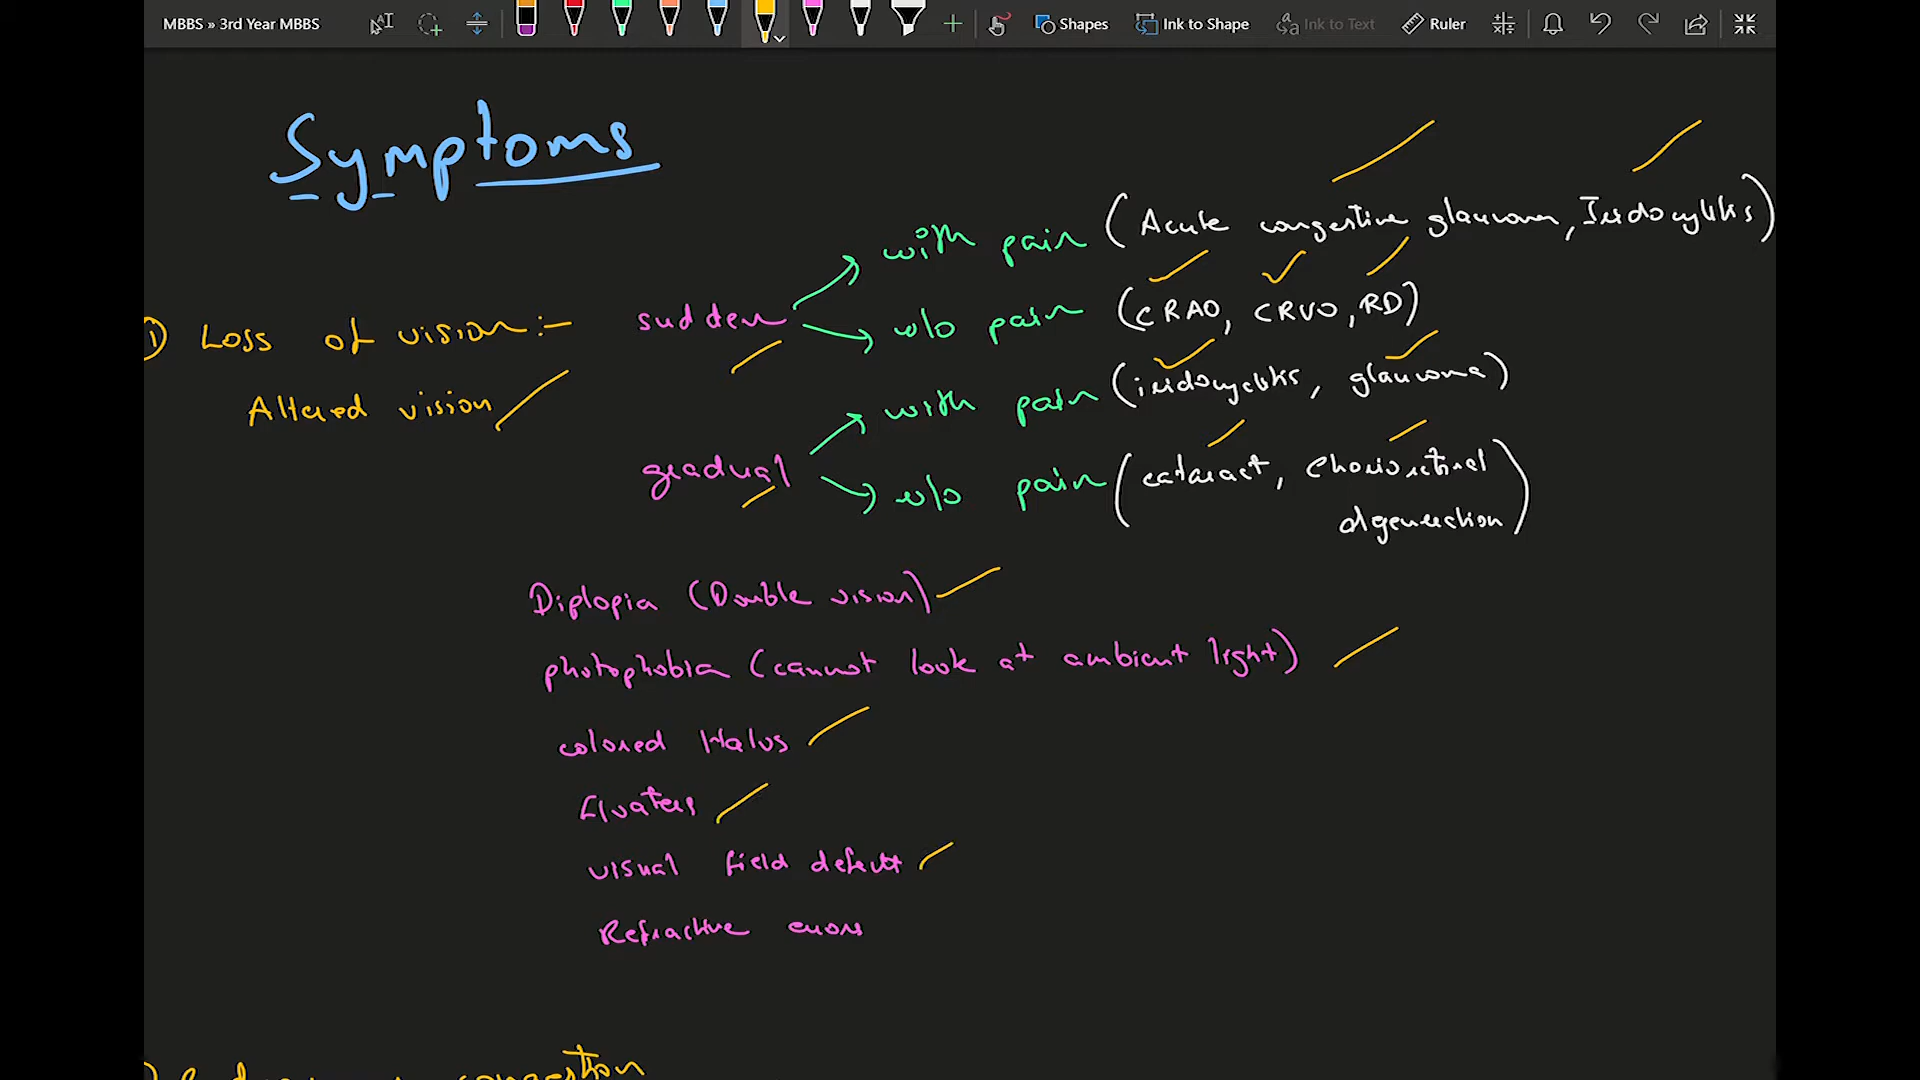 MBBS » 3rd Year MBBS
Shapes
Ink to Shape
Ink to Text
Ruler
Symptoms
with pain (Acute congestive glaucoma, Iridocyclitis)
1) Loss of vision :- sudden
w/o pain (CRAO, CRVO, RD)
Altered vision
with pain (iridocyclitis, glaucoma)
gradual
w/o pain (cataract, Chorioretinal
degenerction)
Diplopia (Double vision)
photophobia (cannot look at ambient light)
colored Halos
floaters
visual field defect
Refractive errors
congestion